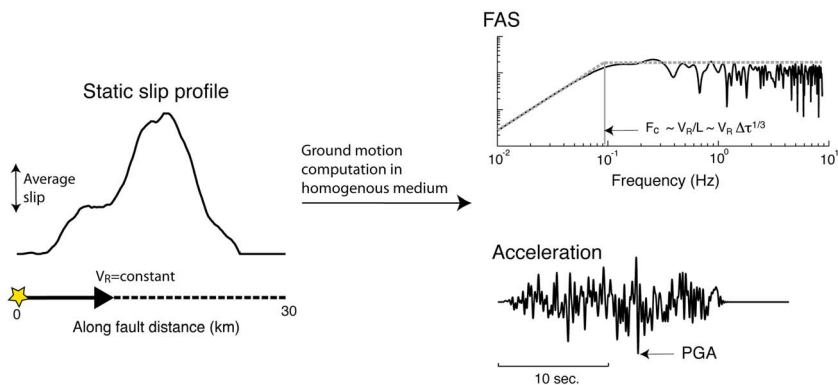 Static slip profile
Average
slip
V_R=constant
0
30
Along fault distance (km)
Ground motion
computation in
homogenous medium
FAS
F_C ~ V_R/L ~ V_R Δτ^1/3
10^-2
10^-1
10^0
10^1
Frequency (Hz)
Acceleration
PGA
10 sec.